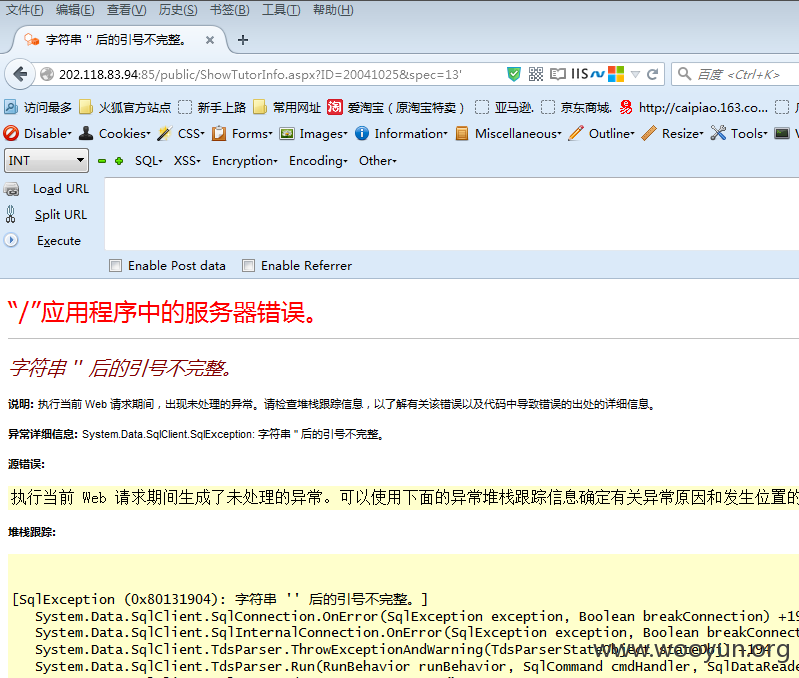 文件(F) 编辑(E) 查看(V) 历史(S) 书签(B) 工具(T) 帮助(H)
字符串 '' 后的引号不完整。
202.118.83.94:85/public/ShowTutorInfo.aspx?ID=20041025&spec=13' IIS 百度 <Ctrl+K>
访问最多 火狐官方站点 新手上路 常用网址 爱淘宝（原淘宝特卖） 亚马逊. 京东商城. http://caipiao.163.co...
Disable Cookies CSS Forms Images Information Miscellaneous Outline Resize Tools
INT SQL XSS Encryption Encoding Other
Load URL
Split URL
Execute
Enable Post data Enable Referrer
“/”应用程序中的服务器错误。
字符串 '' 后的引号不完整。
说明: 执行当前 Web 请求期间，出现未处理的异常。请检查堆栈跟踪信息，以了解有关该错误以及代码中导致错误的出处的详细信息。
异常详细信息: System.Data.SqlClient.SqlException: 字符串 '' 后的引号不完整。
源错误:
执行当前 Web 请求期间生成了未处理的异常。可以使用下面的异常堆栈跟踪信息确定有关异常原因和发生位置的
堆栈跟踪:
[SqlException (0x80131904): 字符串 '' 后的引号不完整。]
System.Data.SqlClient.SqlConnection.OnError(SqlException exception, Boolean breakConnection) +19
System.Data.SqlClient.SqlInternalConnection.OnError(SqlException exception, Boolean breakConnect
System.Data.SqlClient.TdsParser.ThrowExceptionAndWarning(TdsParserStateObject stateObj) +194
System.Data.SqlClient.TdsParser.Run(RunBehavior runBehavior, SqlCommand cmdHandler, SqlDataReade
www.wooyun.org